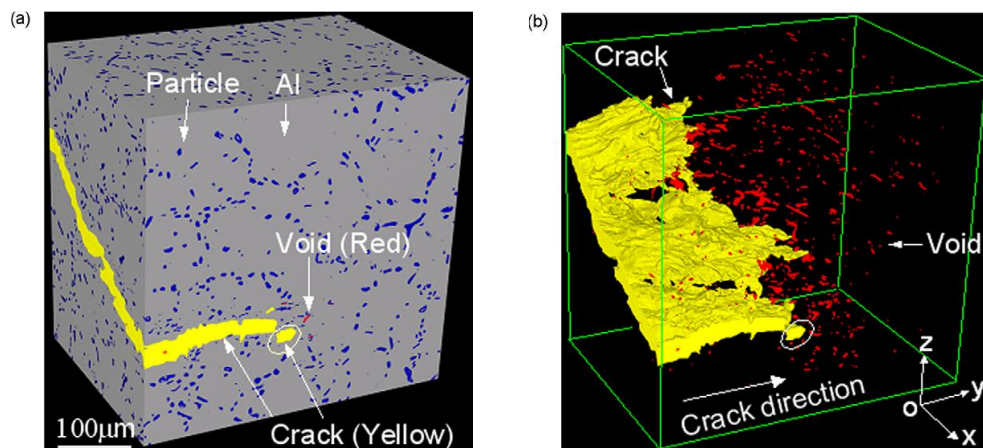 (a)
Particle
Al
Void (Red)
Crack (Yellow)
100μm
(b)
Crack
Void
Crack direction
z
y
o
x